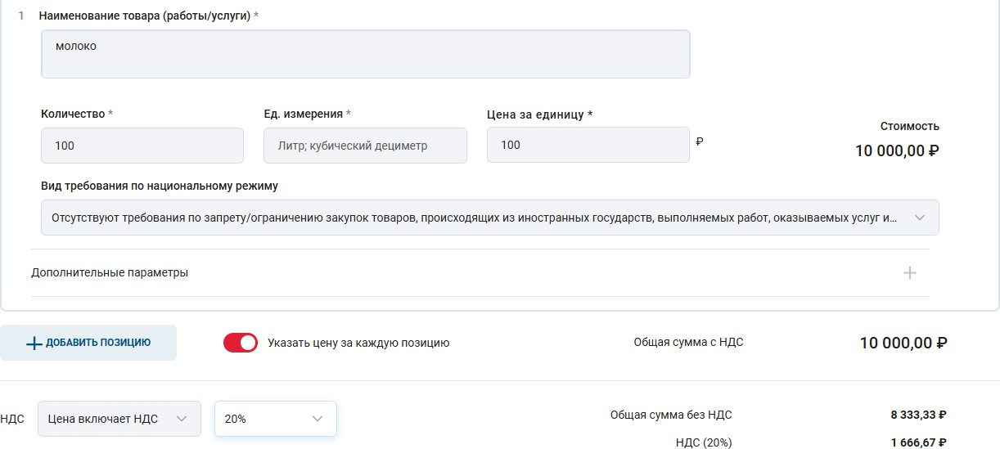 1 Наименование товара (работы/услуги) *
молоко
Количество * Ед. измерения * Цена за единицу *
Стоимость
100 Литр; кубический дециметр 100 ₽
10 000,00 ₽
Вид требования по национальному режиму
Отсутствуют требования по запрету/ограничению закупок товаров, происходящих из иностранных государств, выполняемых работ, оказываемых услуг и...
Дополнительные параметры
ДОБАВИТЬ ПОЗИЦИЮ Указать цену за каждую позицию Общая сумма с НДС 10 000,00 ₽
НДС Цена включает НДС 20% Общая сумма без НДС 8 333,33 ₽
НДС (20%) 1 666,67 ₽